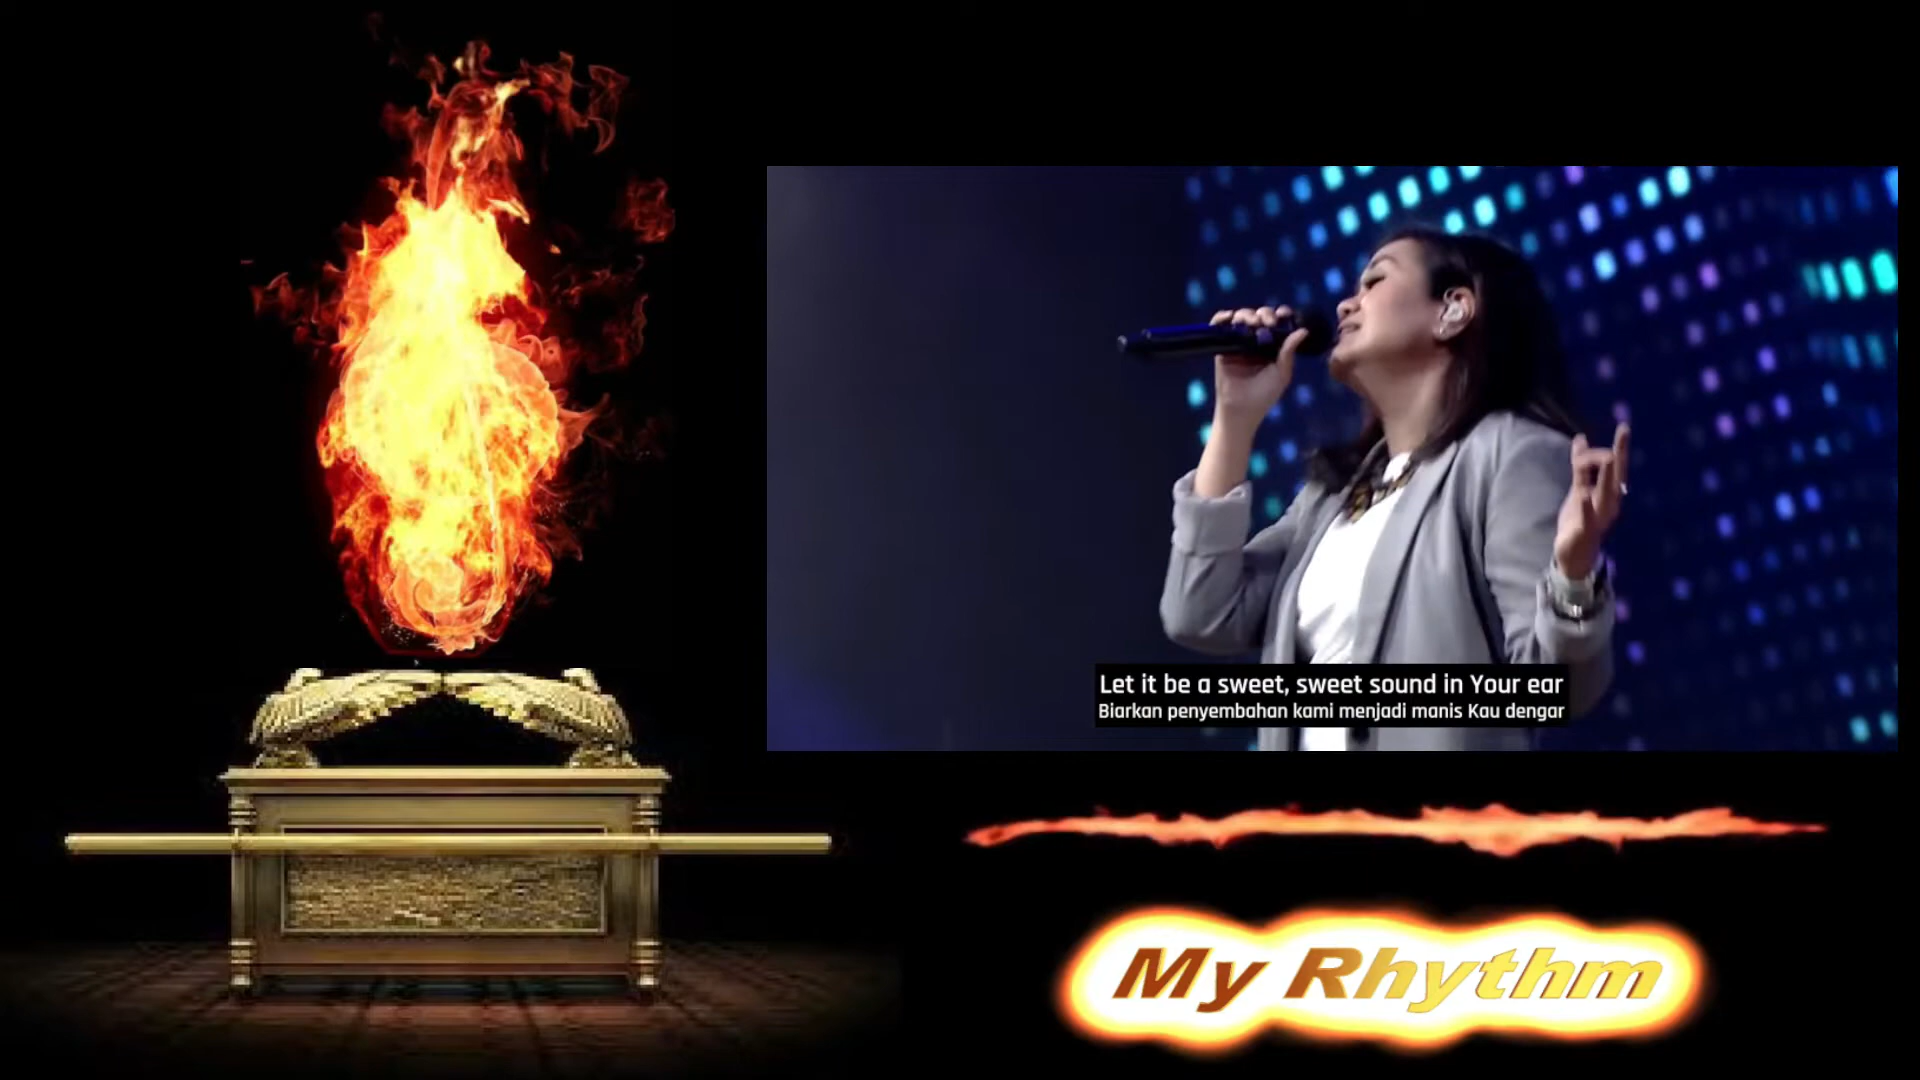 Let it be a sweet, sweet sound in Your ear
Biarkan penyembahan kami menjadi manis Kau dengar
My Rhythm